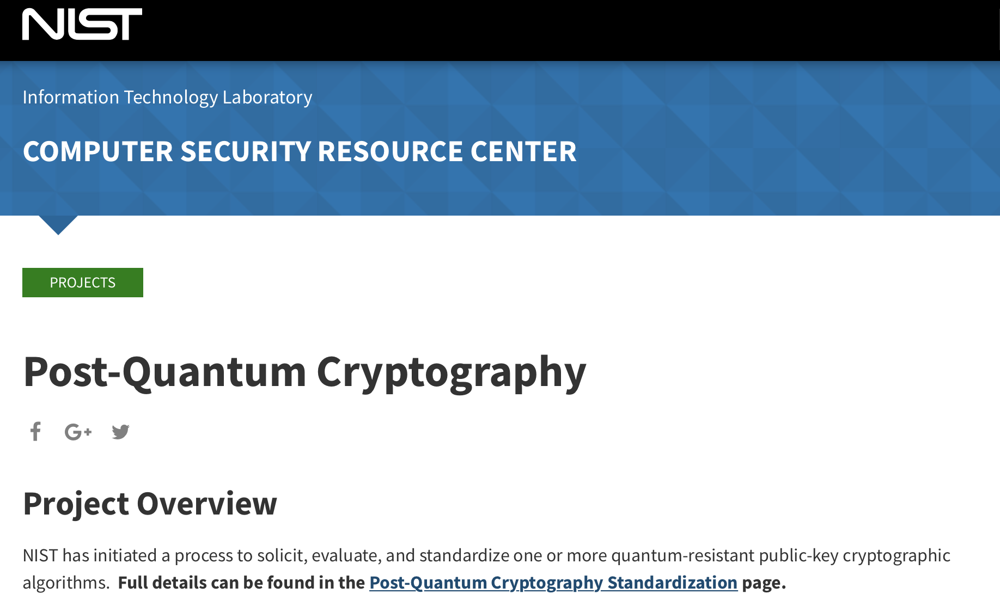 NIST
Information Technology Laboratory
COMPUTER SECURITY RESOURCE CENTER
PROJECTS
Post-Quantum Cryptography
f G+
Project Overview
NIST has initiated a process to solicit, evaluate, and standardize one or more quantum-resistant public-key cryptographic
algorithms. Full details can be found in the Post-Quantum Cryptography Standardization page.